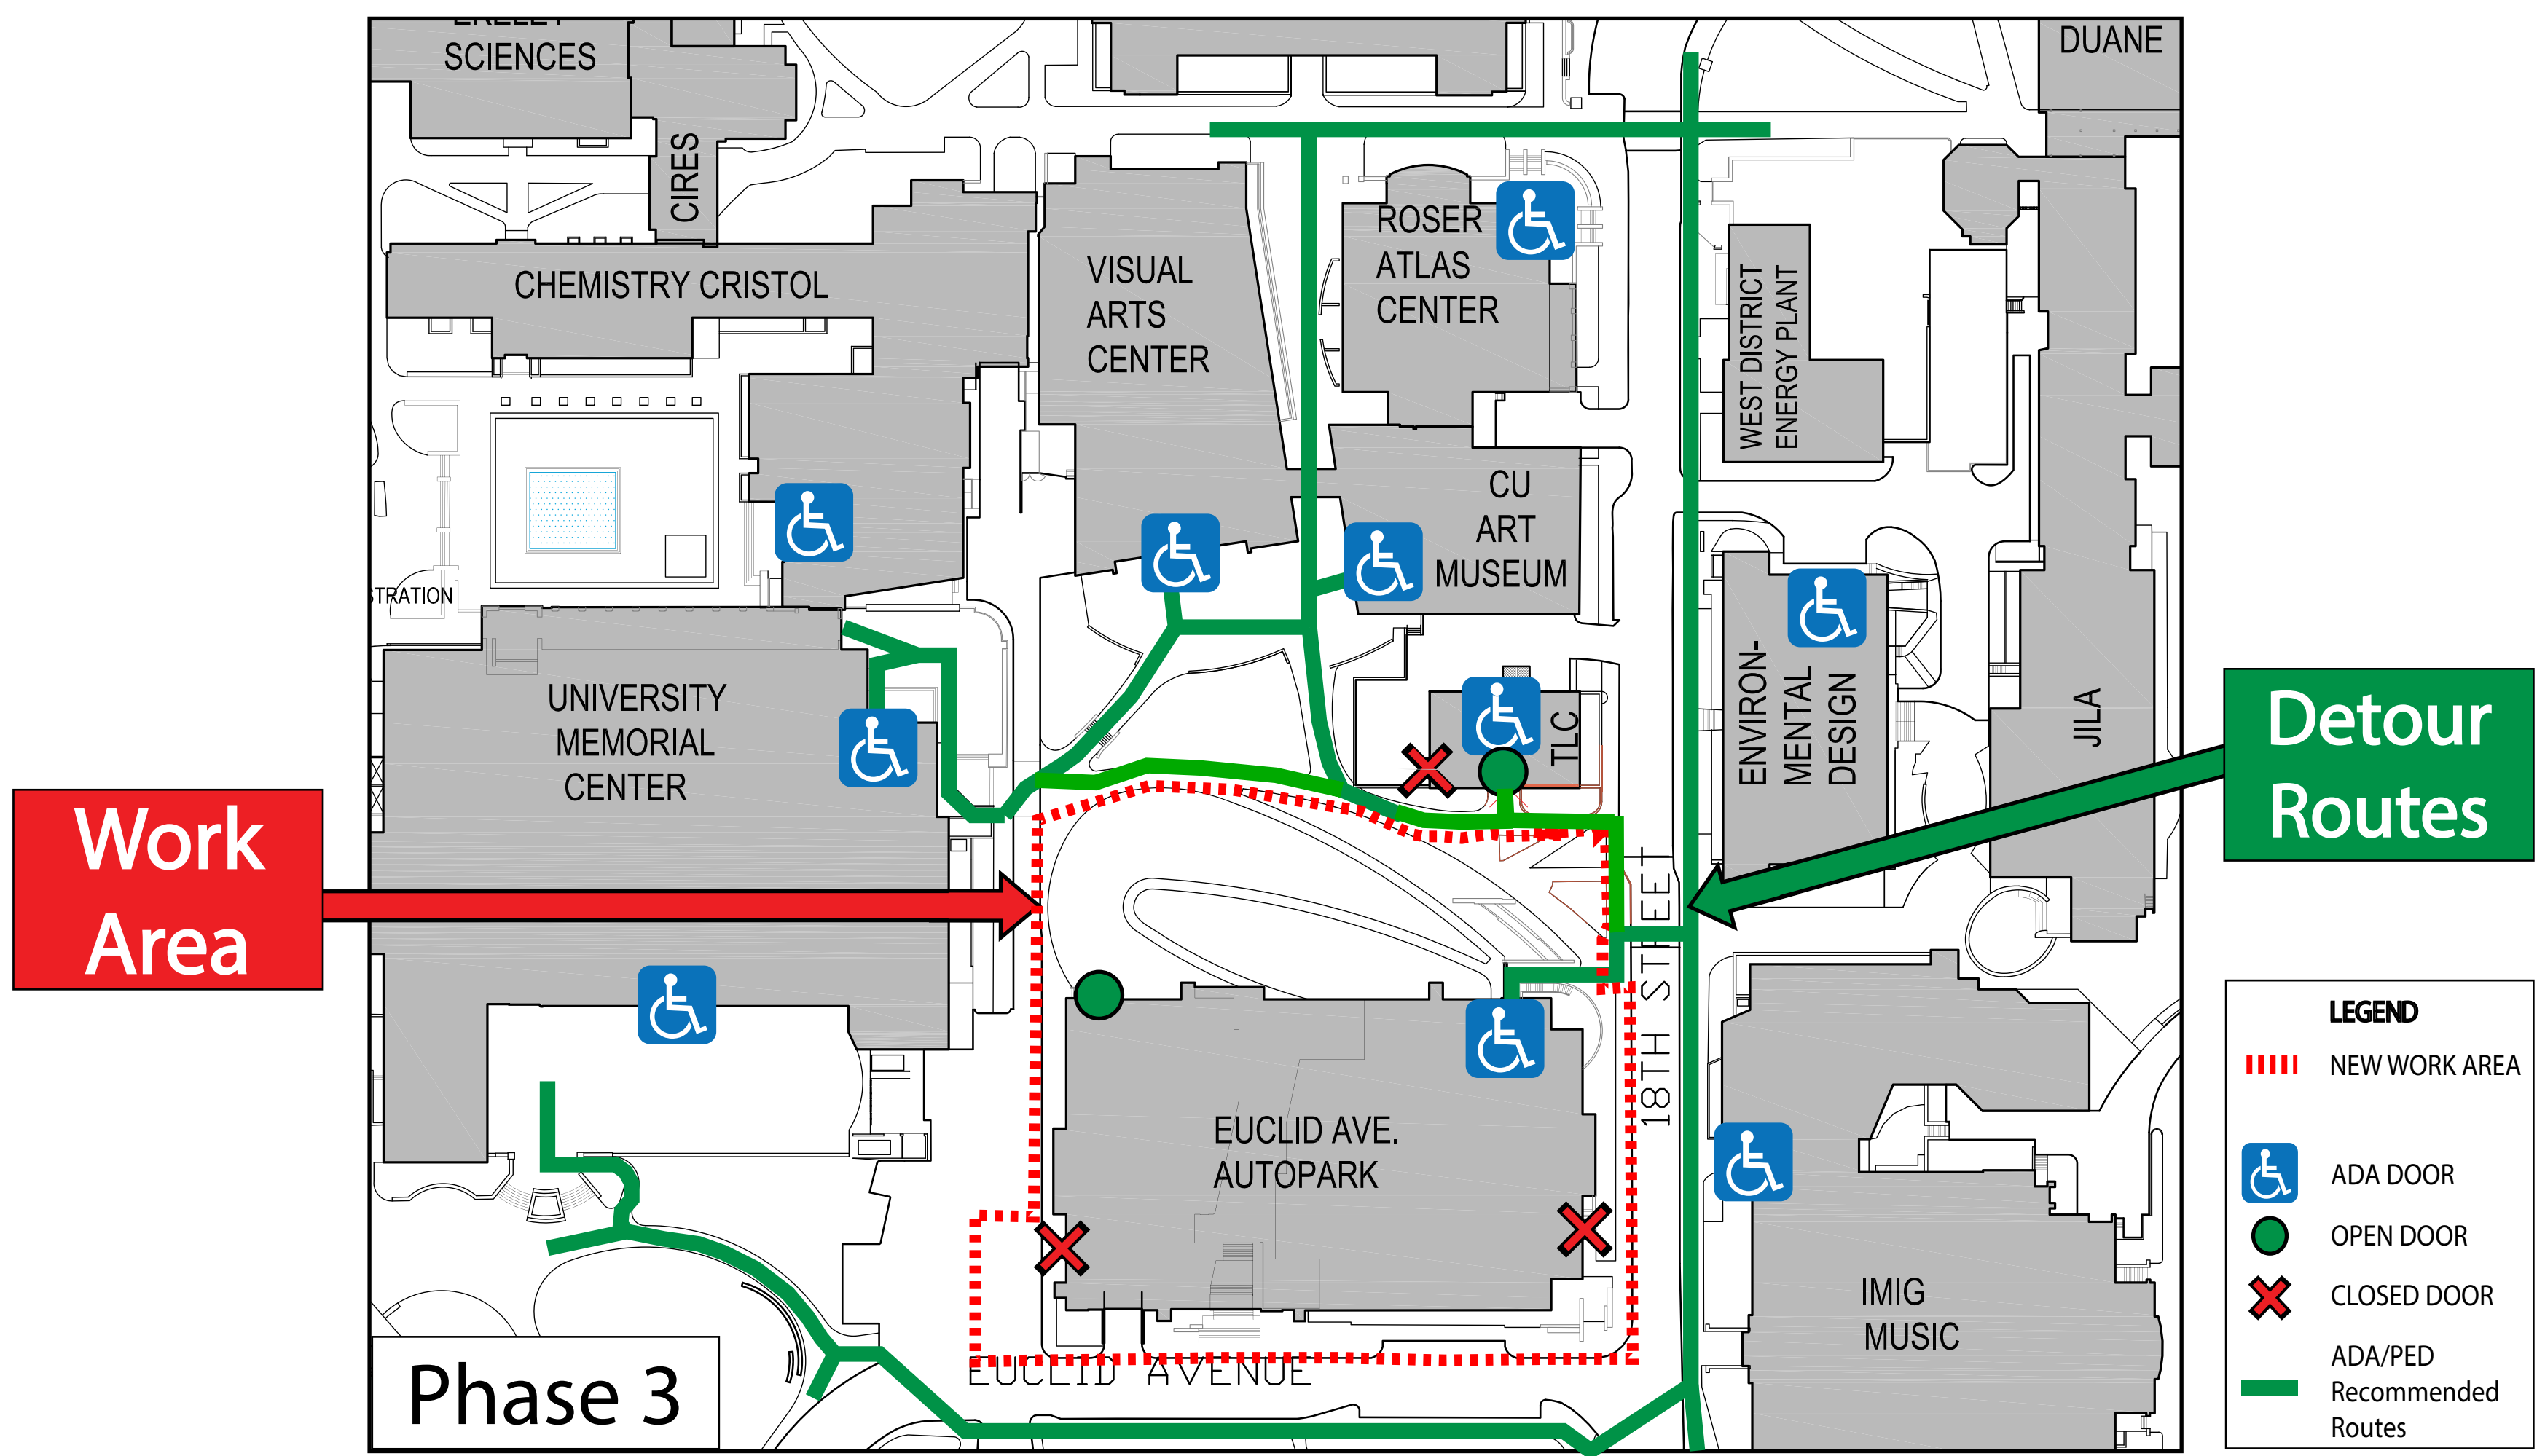 SCIENCES
DUANE
CIRES
CHEMISTRY CRISTOL
VISUAL
ARTS
CENTER
ROSER
ATLAS
CENTER
WEST DISTRICT
ENERGY PLANT
CU
ART
MUSEUM
STRATION
UNIVERSITY
MEMORIAL
CENTER
TLC
ENVIRON-
MENTAL
DESIGN
JILA
Detour
Routes
Work
Area
18TH STREET
EUCLID AVE.
AUTOPARK
IMIG
MUSIC
EUCLID AVENUE
Phase 3
LEGEND
NEW WORK AREA
ADA DOOR
OPEN DOOR
CLOSED DOOR
ADA/PED
Recommended
Routes